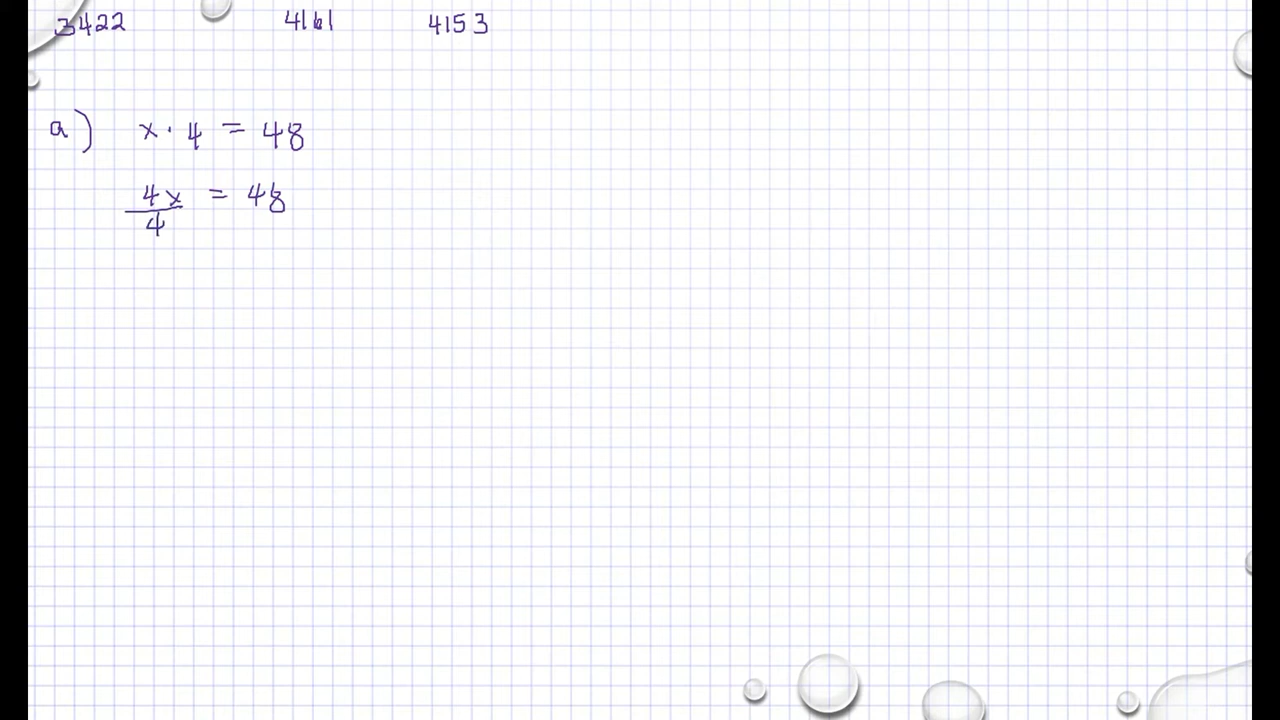 3422 4161 4153
a) x · 4 = 48
4x = 48
4